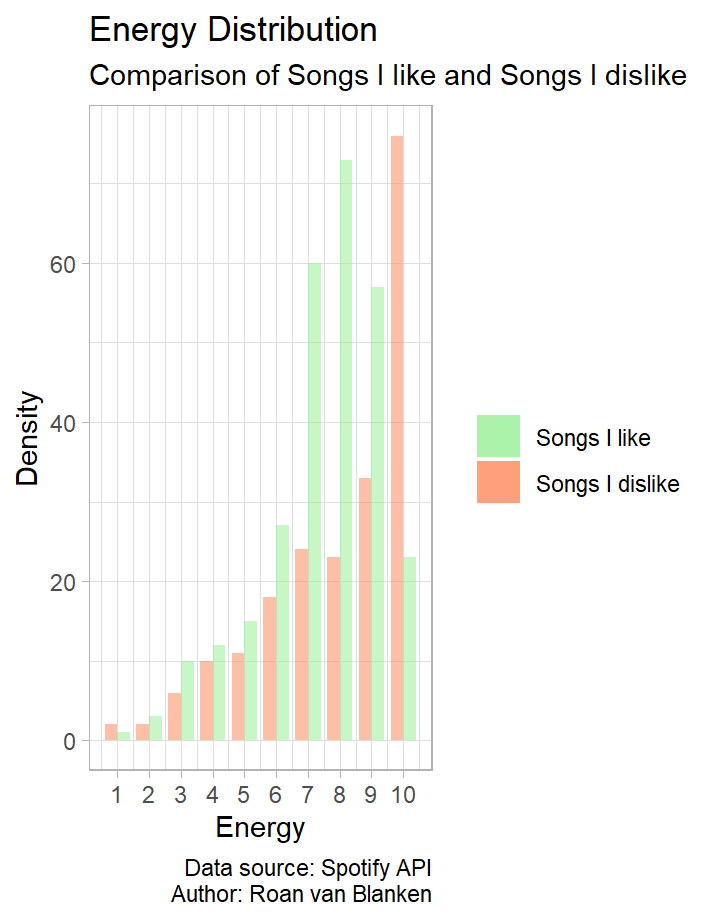 Energy Distribution
Comparison of Songs I like and Songs I dislike
Density
60
40
20
0
1 2 3 4 5 6 7 8 9 10
Energy
Songs I like
Songs I dislike
Data source: Spotify API
Author: Roan van Blanken